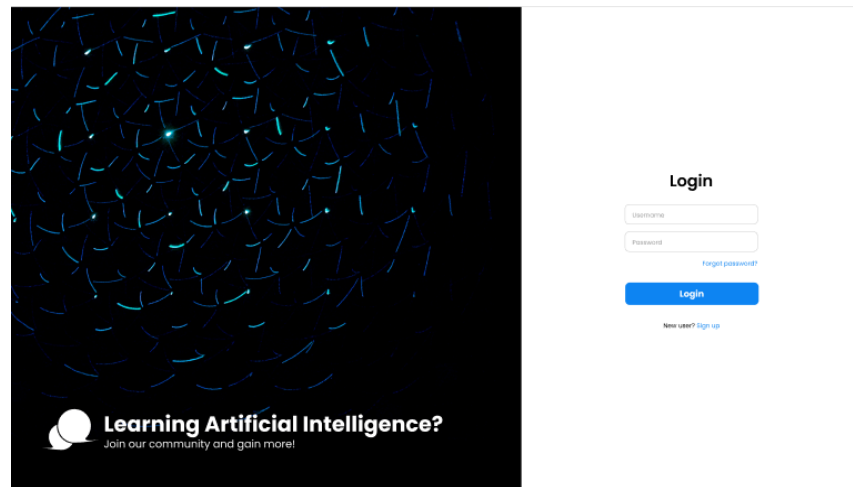 Learning Artificial Intelligence?
Join our community and gain more!
Login
Username
Password
Forgot password?
Login
New user? Sign up